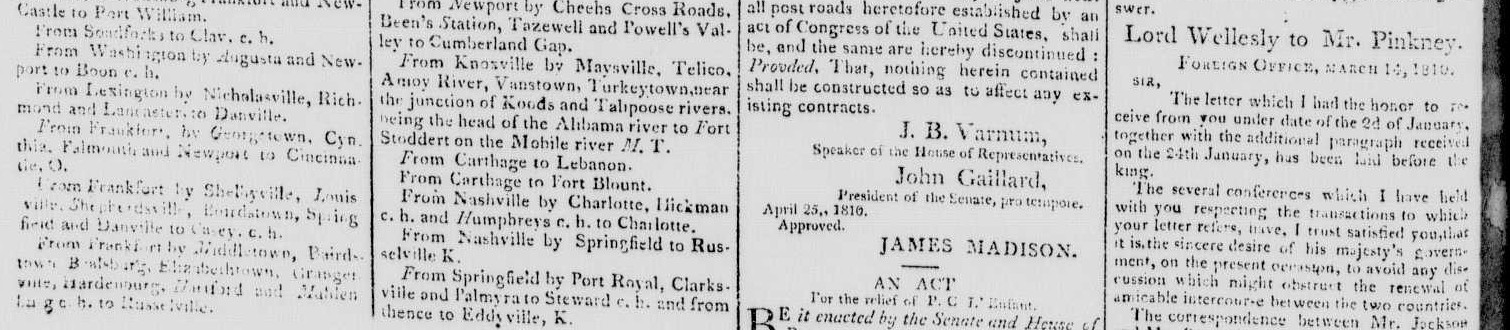 Castle to Port William.
From Sandforks to Clay, c. h.
From Washington by Augusta and New-
port to Boon c. h.
From Lexington by Nicholasville, Rich-
mond and Lancaster, to Danville.
From Frankfort, by Georgetown, Cyn
this, Falmouth and Newport to Cincinna
tie, O.
From Frankfort by Shelbyville, Louis
ville, Shepherdsville, Beardstown, Spring
field and Danville to Casey, c. h.
From Frankfort by Middletown, Baird-
town Elizabethtown, Granger
ville, Hardenburg, Hartford and Muhlen
burg c. h. to Russelville.
From Newport by Cheeks Cross Roads,
Been's Station, Tazewell and Powell's Val-
ley to Cumberland Gap.
From Knoxville by Maysville, Telico,
Amoy River, Vanstown, Turkeytown, near
the junction of Koods and Tahpoose rivers,
being the head of the Alibama river to Fort
Stoddert on the Mobile river M. T.
From Carthage to Lebanon.
From Carthage to Fort Blount.
From Nashville by Charlotte, Hickman
c. h. and Humphreys c. h. to Charlotte.
From Nashville by Springfield to Rus-
selville K.
From Springfield by Port Royal, Clarks-
ville and Palmyra to Steward c. h. and from
thence to Eddyville, K.
all post roads heretofore established by an
act of Congress of the United States, shall
be, and the same are hereby discontinued :
Provded, That, nothing herein contained
shall be constructed so as to affect any ex-
isting contracts.
J. B. Varnum,
Speaker of the House of Representatives.
John Gaillard,
President of the Senate, pro tempore.
April 25,, 1810.
Approved.
JAMES MADISON.
AN ACT
For the relief of P. C L' Enfant.
BE it enacted by the Senate and House of
swer.
Lord Wellesly to Mr. Pinkney.
FOREIGN OFFICE, MARCH 14, 1810.
SIR,
The letter which I had the honor to re-
ceive from you under date of the 2d of January,
together with the additional paragraph received
on the 24th January, has been laid before the
king.
The several conferences which I have held
with you respecting the transactions to which
your letter refers, have, I trust satisfied you, that
it is, the sincere desire of his majesty's govern-
ment, on the present occasion, to avoid any dis-
cussion which might obstruct the renewal of
amicable intercourse between the two countries.
The correspondence between Mr. Jackson